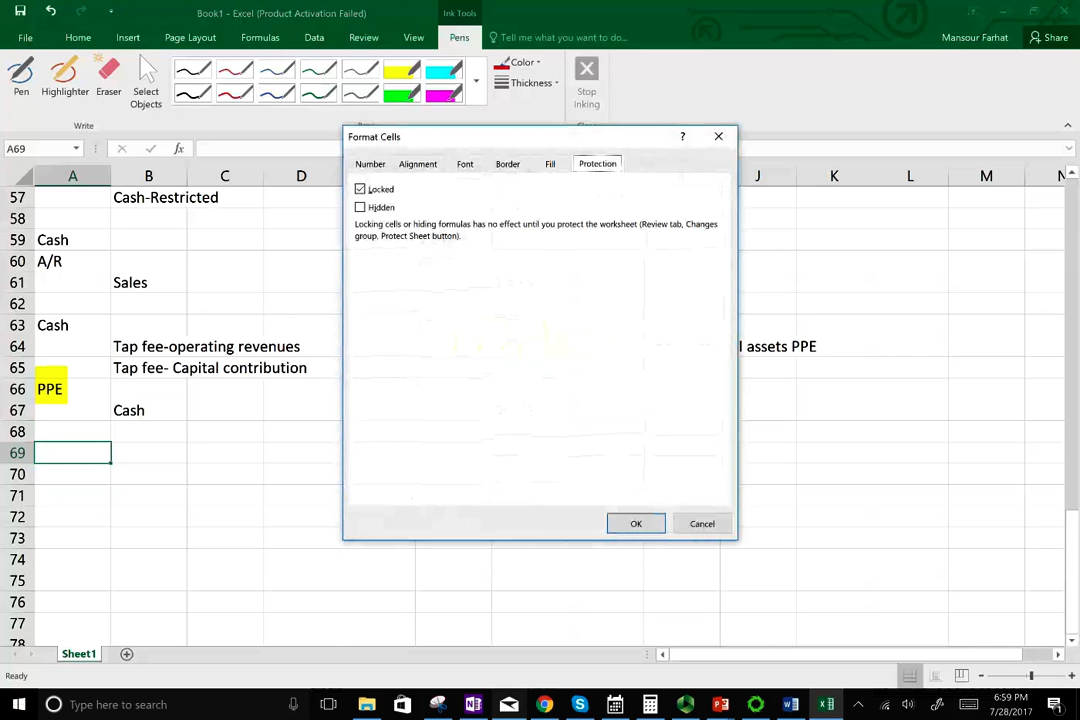 Book1 - Excel (Product Activation Failed)
Ink Tools
File
Home
Insert
Page Layout
Formulas
Data
Review
View
Pens
Tell me what you want to do...
Mansour Farhat
Share
Pen
Highlighter
Eraser
Select
Objects
Color
Thickness
Stop
Inking
Write
A69
fx
Format Cells
?
Number
Alignment
Font
Border
Fill
Protection
Locked
Hidden
Locking cells or hiding formulas has no effect until you protect the worksheet (Review tab, Changes
group, Protect Sheet button).
OK
Cancel
A B C D J K L M N
57 Cash-Restricted
58
59 Cash
60 A/R
61 Sales
62
63 Cash
64 Tap fee-operating revenues l assets PPE
65 Tap fee- Capital contribution
66 PPE
67 Cash
68
69
70
71
72
73
74
75
76
77
78
Sheet1
Ready
Type here to search
6:59 PM
7/28/2017